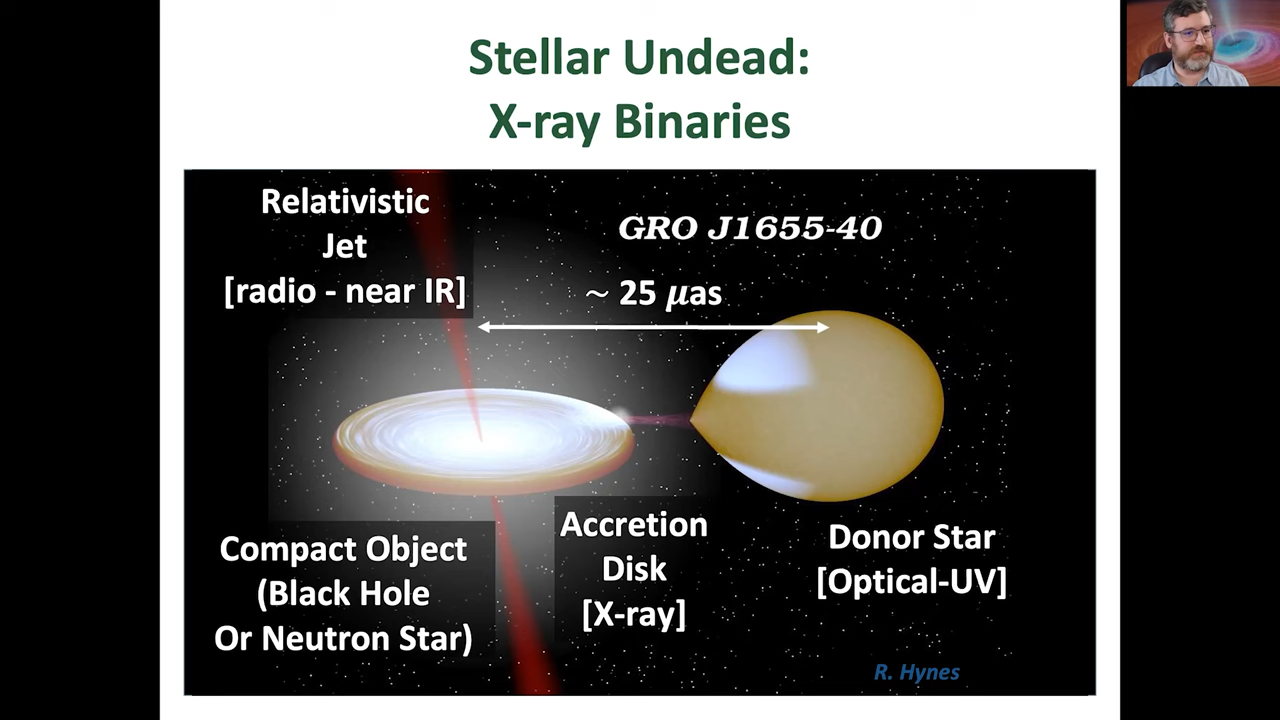 Stellar Undead:
X-ray Binaries
Relativistic
Jet
[radio - near IR]
GRO J1655-40
~ 25 𝝁as
Compact Object
(Black Hole
Or Neutron Star)
Accretion
Disk
[X-ray]
Donor Star
[Optical-UV]
R. Hynes